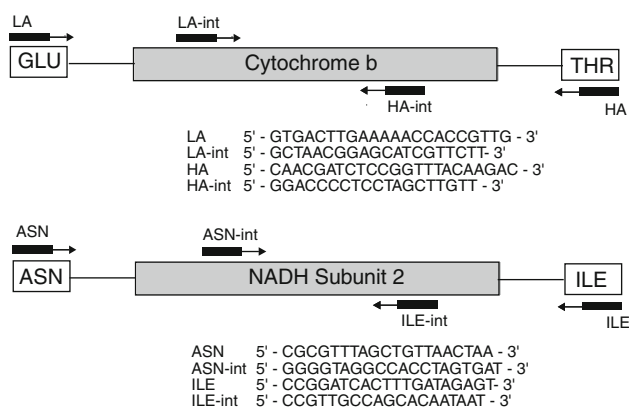 LA
LA-int
GLU
Cytochrome b
THR
HA-int
HA
LA 5' - GTGACTTGAAAAACCACCGTTG - 3'
LA-int 5' - GCTAACGGAGCATCGTTCTT- 3'
HA 5' - CAACGATCTCCGGTTTACAAGAC - 3'
HA-int 5' - GGACCCCTCCTAGCTTGTT - 3'
ASN
ASN-int
ASN
NADH Subunit 2
ILE
ILE-int
ILE
ASN 5' - CGCGTTTAGCTGTTAACTAA - 3'
ASN-int 5' - GGGGTAGGCCACCTAGTGAT - 3'
ILE 5' - CCGGATCACTTTGATAGAGT- 3'
ILE-int 5' - CCGTTGCCAGCACAATAAT - 3'